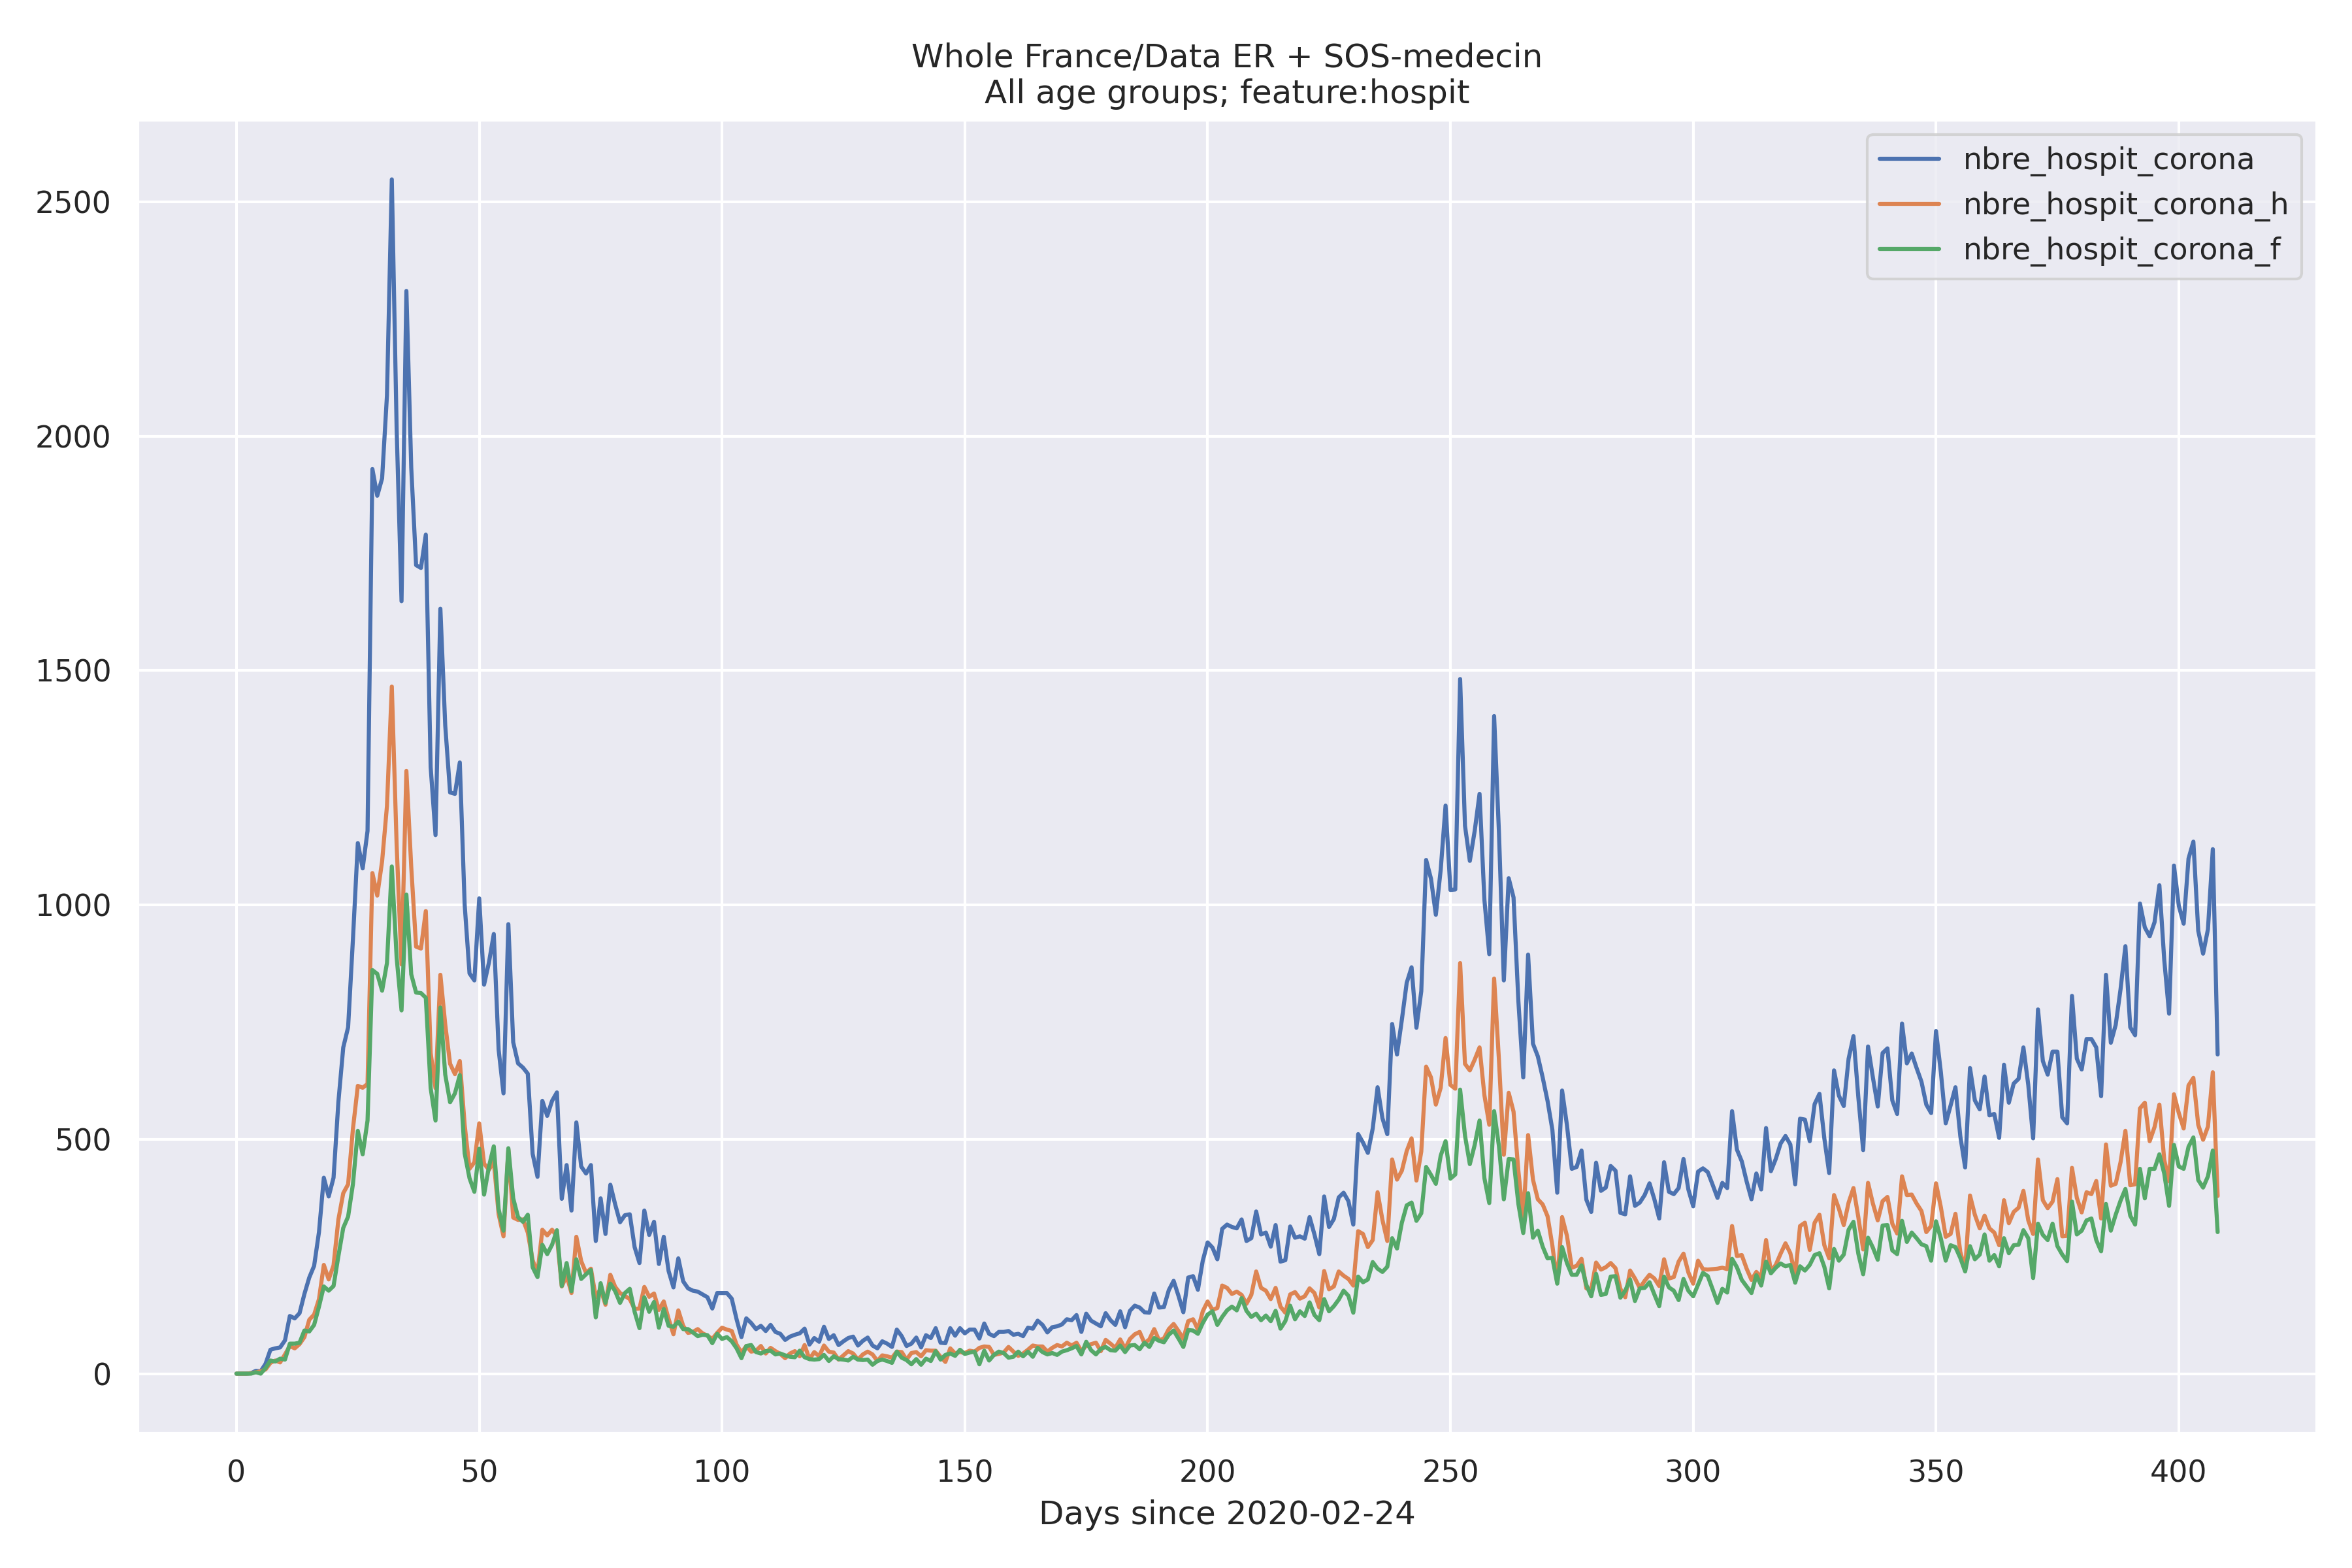 Whole France/Data ER + SOS-medecin
All age groups; feature:hospit
nbre_hospit_corona
nbre_hospit_corona_h
nbre_hospit_corona_f
2500
2000
1500
1000
500
0
0 50 100 150 200 250 300 350 400
Days since 2020-02-24